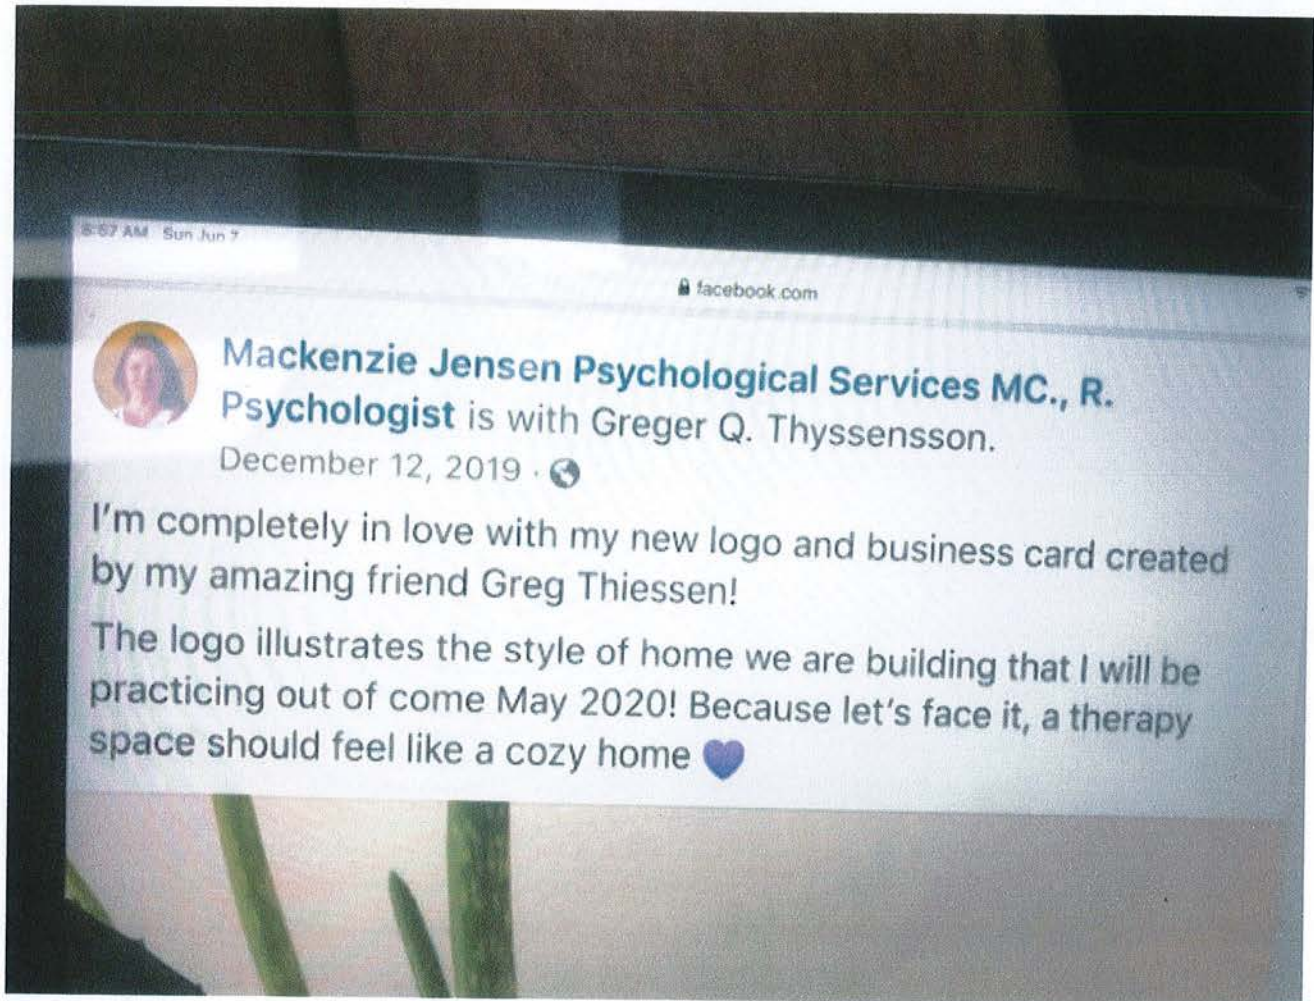 6:57 AM Sun Jun 7
facebook.com
Mackenzie Jensen Psychological Services MC., R.
Psychologist is with Greger Q. Thyssensson.
December 12, 2019 ·
I'm completely in love with my new logo and business card created
by my amazing friend Greg Thiessen!
The logo illustrates the style of home we are building that I will be
practicing out of come May 2020! Because let's face it, a therapy
space should feel like a cozy home 💜